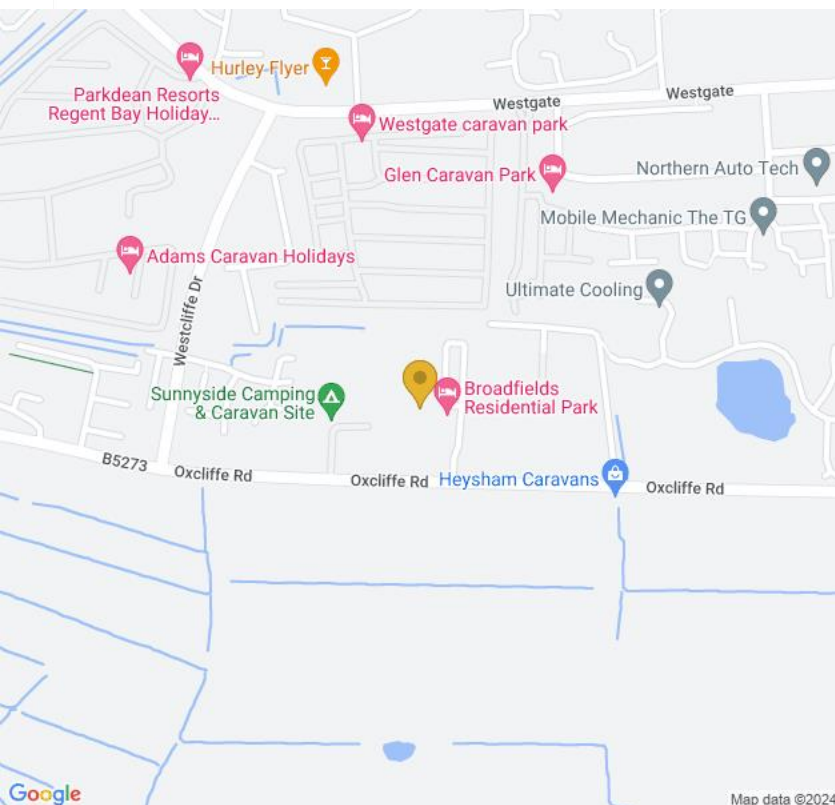 Hurley Flyer
Parkdean Resorts
Regent Bay Holiday...
Westgate
Westgate
Westgate caravan park
Glen Caravan Park
Northern Auto Tech
Mobile Mechanic The TG
Adams Caravan Holidays
Ultimate Cooling
Westcliffe Dr
Sunnyside Camping
& Caravan Site
Broadfields
Residential Park
B5273
Oxcliffe Rd
Oxcliffe Rd
Heysham Caravans
Oxcliffe Rd
Google
Map data ©2024